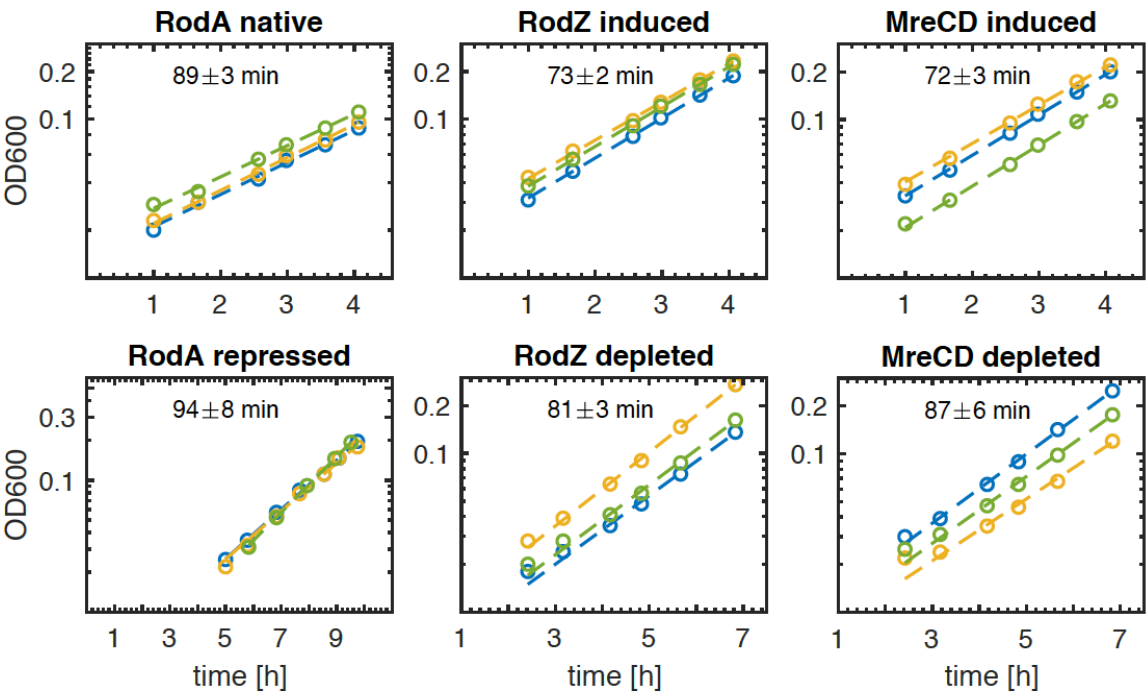 RodA native
RodZ induced
MreCD induced
89±3 min
73±2 min
72±3 min
OD600
0.2
0.1
0.2
0.1
0.2
0.1
1 2 3 4
1 2 3 4
1 2 3 4
RodA repressed
RodZ depleted
MreCD depleted
94±8 min
81±3 min
87±6 min
OD600
0.3
0.1
0.2
0.1
0.2
0.1
1 3 5 7 9
1 3 5 7
1 3 5 7
time [h]
time [h]
time [h]